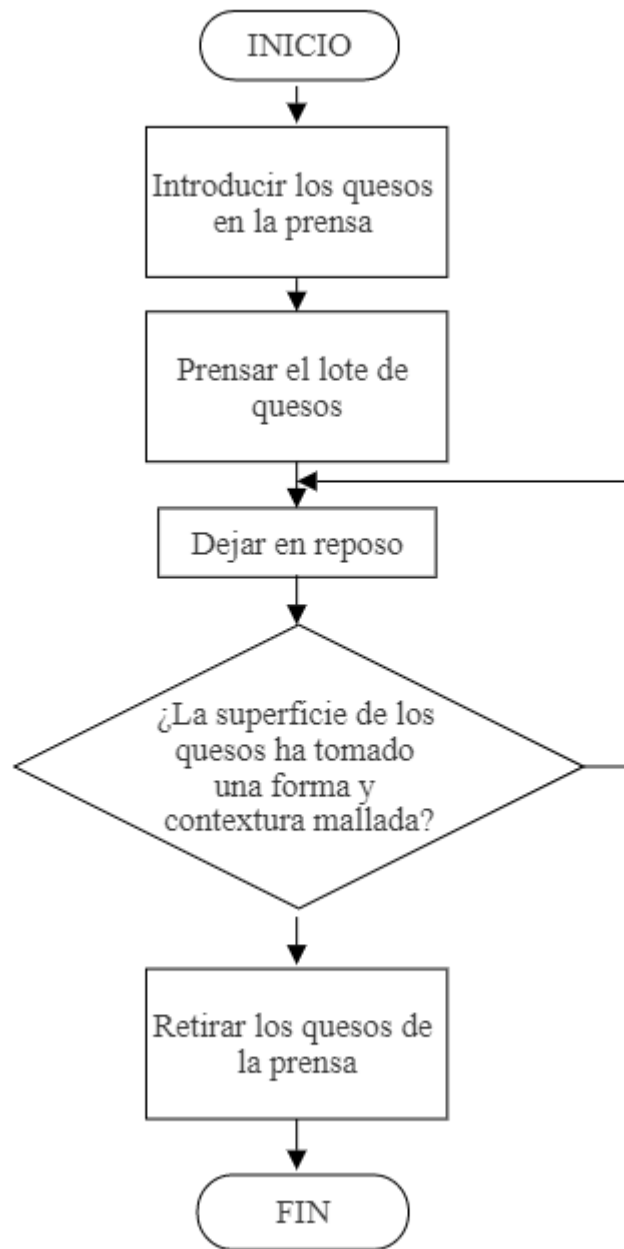 INICIO
Introducir los quesos
en la prensa
Prensar el lote de
quesos
Dejar en reposo
¿La superficie de los
quesos ha tomado
una forma y
contextura mallada?
Retirar los quesos de
la prensa
FIN